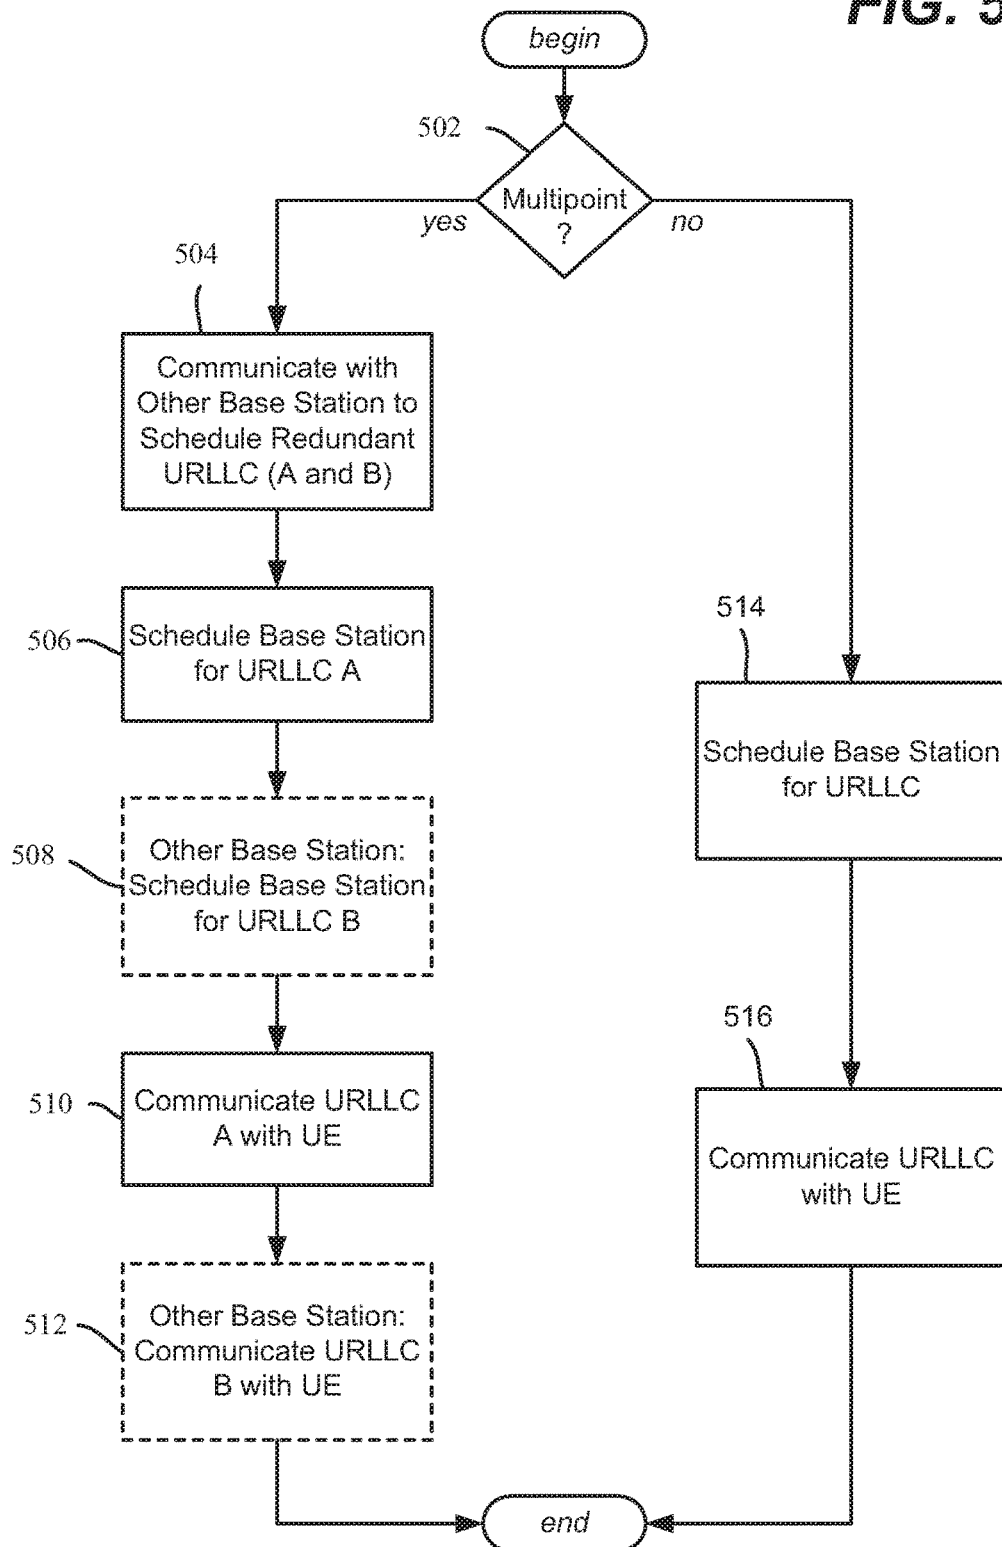 FIG. 5
begin
502
Multipoint
?
yes
no
504
Communicate with
Other Base Station to
Schedule Redundant
URLLC (A and B)
506
Schedule Base Station
for URLLC A
514
Schedule Base Station
for URLLC
508
Other Base Station:
Schedule Base Station
for URLLC B
516
Communicate URLLC
with UE
510
Communicate URLLC
A with UE
512
Other Base Station:
Communicate URLLC
B with UE
end